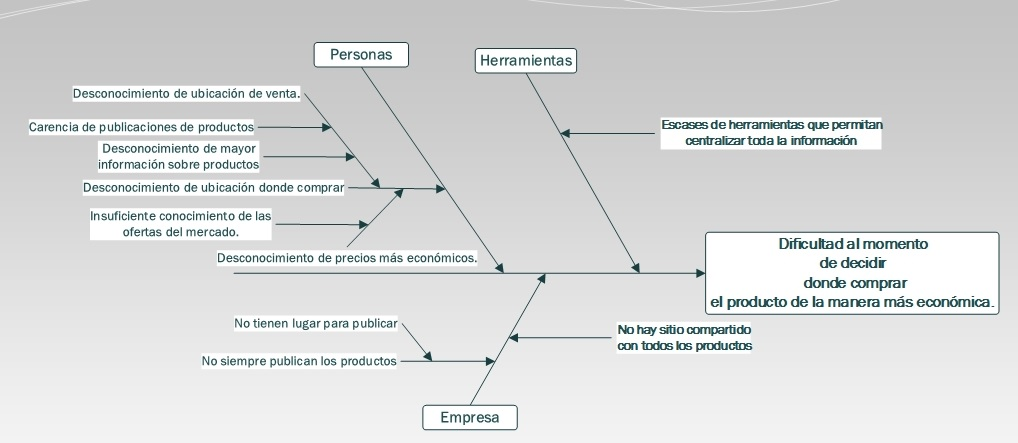 Personas
Herramientas
Desconocimiento de ubicación de venta.
Carencia de publicaciones de productos
Desconocimiento de mayor
información sobre productos
Desconocimiento de ubicación donde comprar
Insuficiente conocimiento de las
ofertas del mercado.
Desconocimiento de precios más económicos.
Escases de herramientas que permitan
centralizar toda la información
Dificultad al momento
de decidir
donde comprar
el producto de la manera más económica.
No tienen lugar para publicar
No siempre publican los productos
No hay sitio compartido
con todos los productos
Empresa